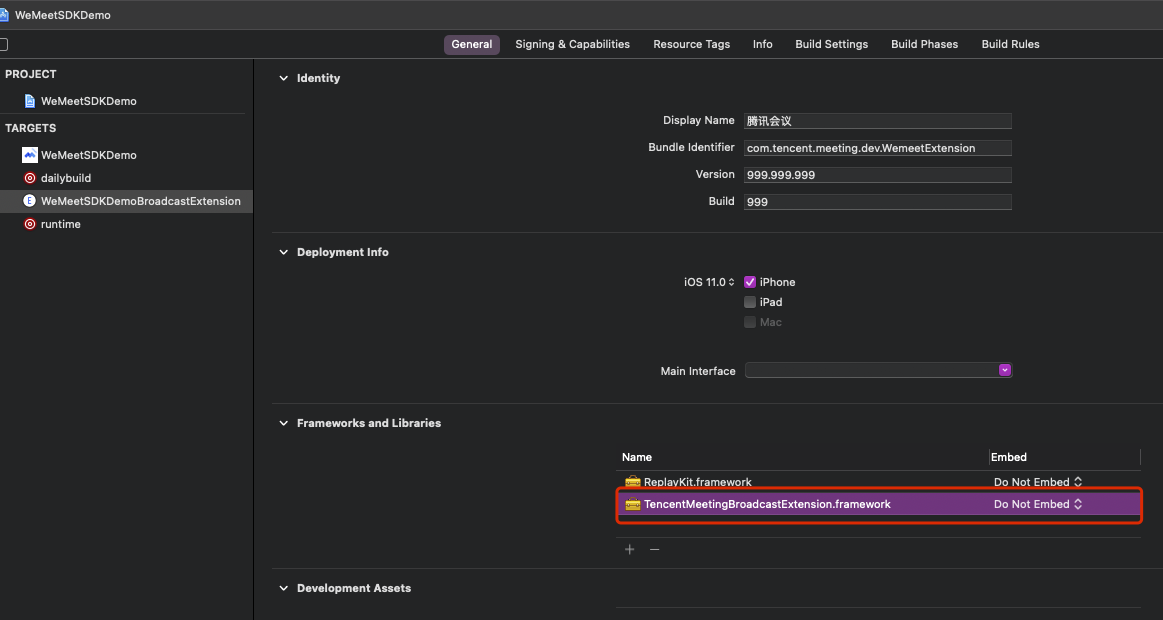 WeMeetSDKDemo
General Signing & Capabilities Resource Tags Info Build Settings Build Phases Build Rules
PROJECT
WeMeetSDKDemo
TARGETS
WeMeetSDKDemo
dailybuild
E WeMeetSDKDemoBroadcastExtension
runtime
Identity
Display Name 腾讯会议
Bundle Identifier com.tencent.meeting.dev.WemeetExtension
Version 999.999.999
Build 999
Deployment Info
iOS 11.0 iPhone
iPad
Mac
Main Interface
Frameworks and Libraries
Name Embed
ReplayKit.framework Do Not Embed
TencentMeetingBroadcastExtension.framework Do Not Embed
Development Assets